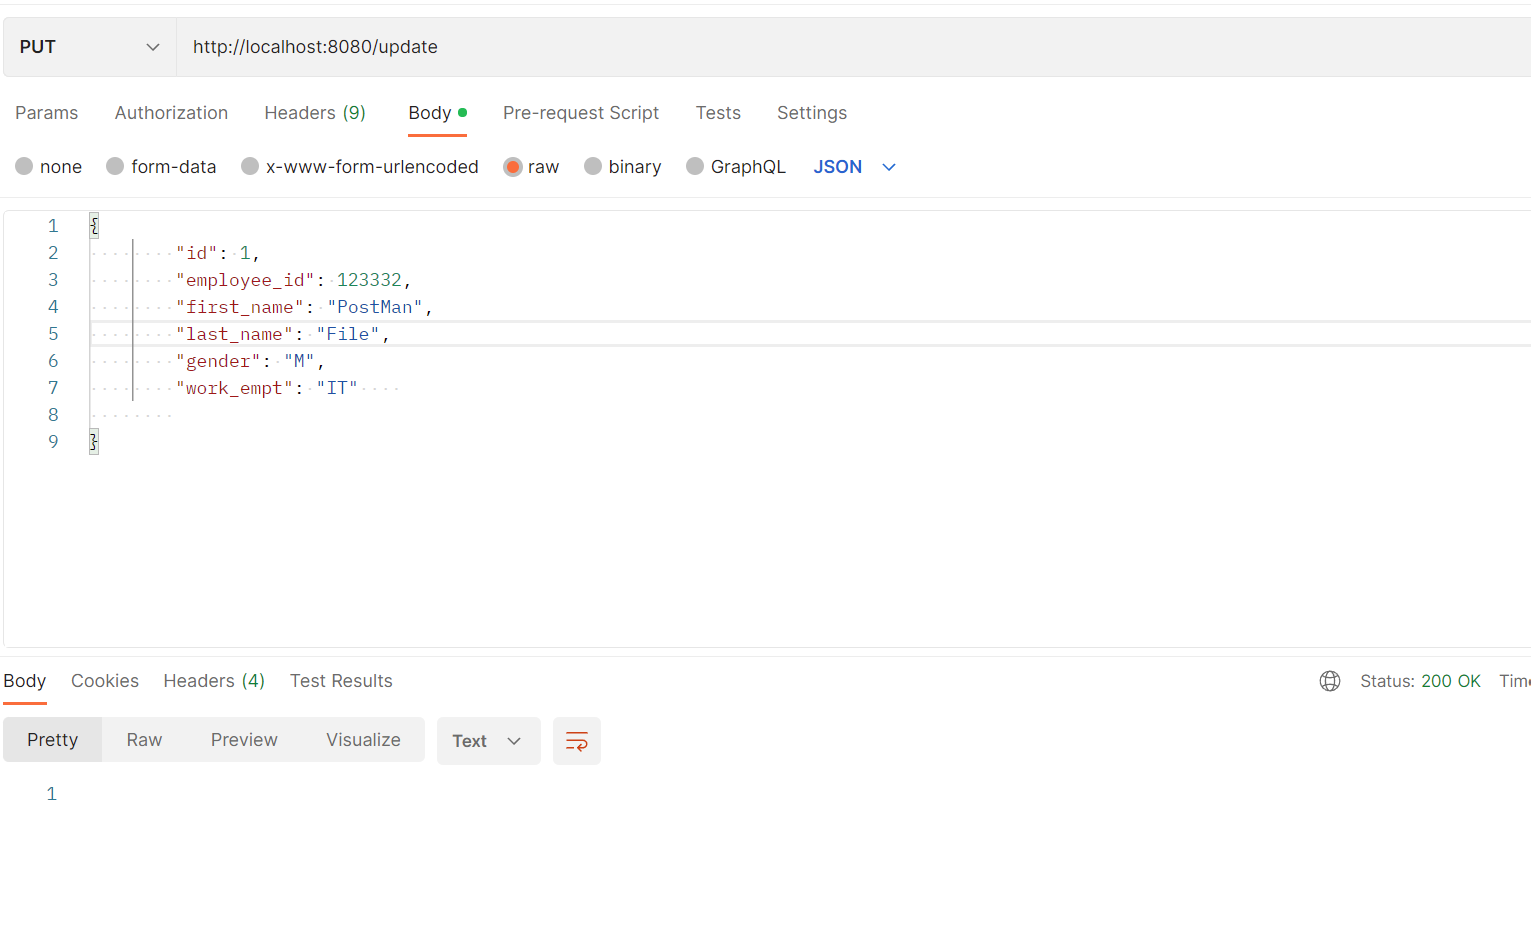 PUT http://localhost:8080/update
Params Authorization Headers (9) Body Pre-request Script Tests Settings
none form-data x-www-form-urlencoded raw binary GraphQL JSON
1 {
2 "id": 1,
3 "employee_id": 123332,
4 "first_name": "PostMan",
5 "last_name": "File",
6 "gender": "M",
7 "work_empt": "IT"
8
9 }
Body Cookies Headers (4) Test Results Status: 200 OK
Pretty Raw Preview Visualize Text
1